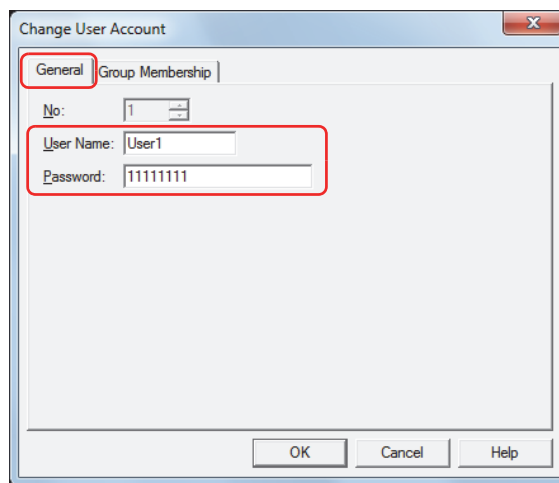 Change User Account
General Group Membership
No: 1
User Name: User1
Password: 11111111
OK Cancel Help